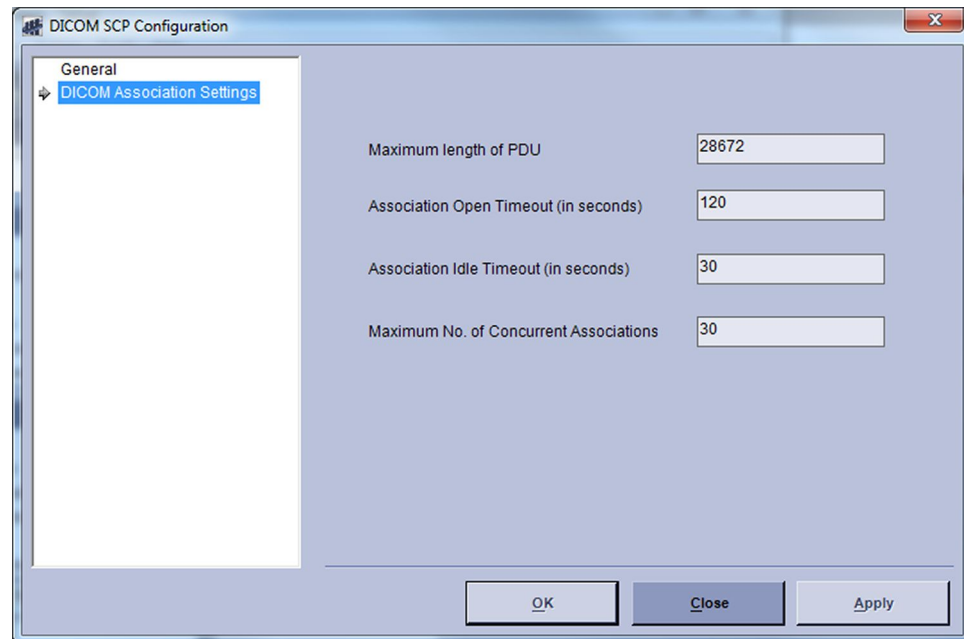 DICOM SCP Configuration
General
DICOM Association Settings
Maximum length of PDU 28672
Association Open Timeout (in seconds) 120
Association Idle Timeout (in seconds) 30
Maximum No. of Concurrent Associations 30
OK Close Apply